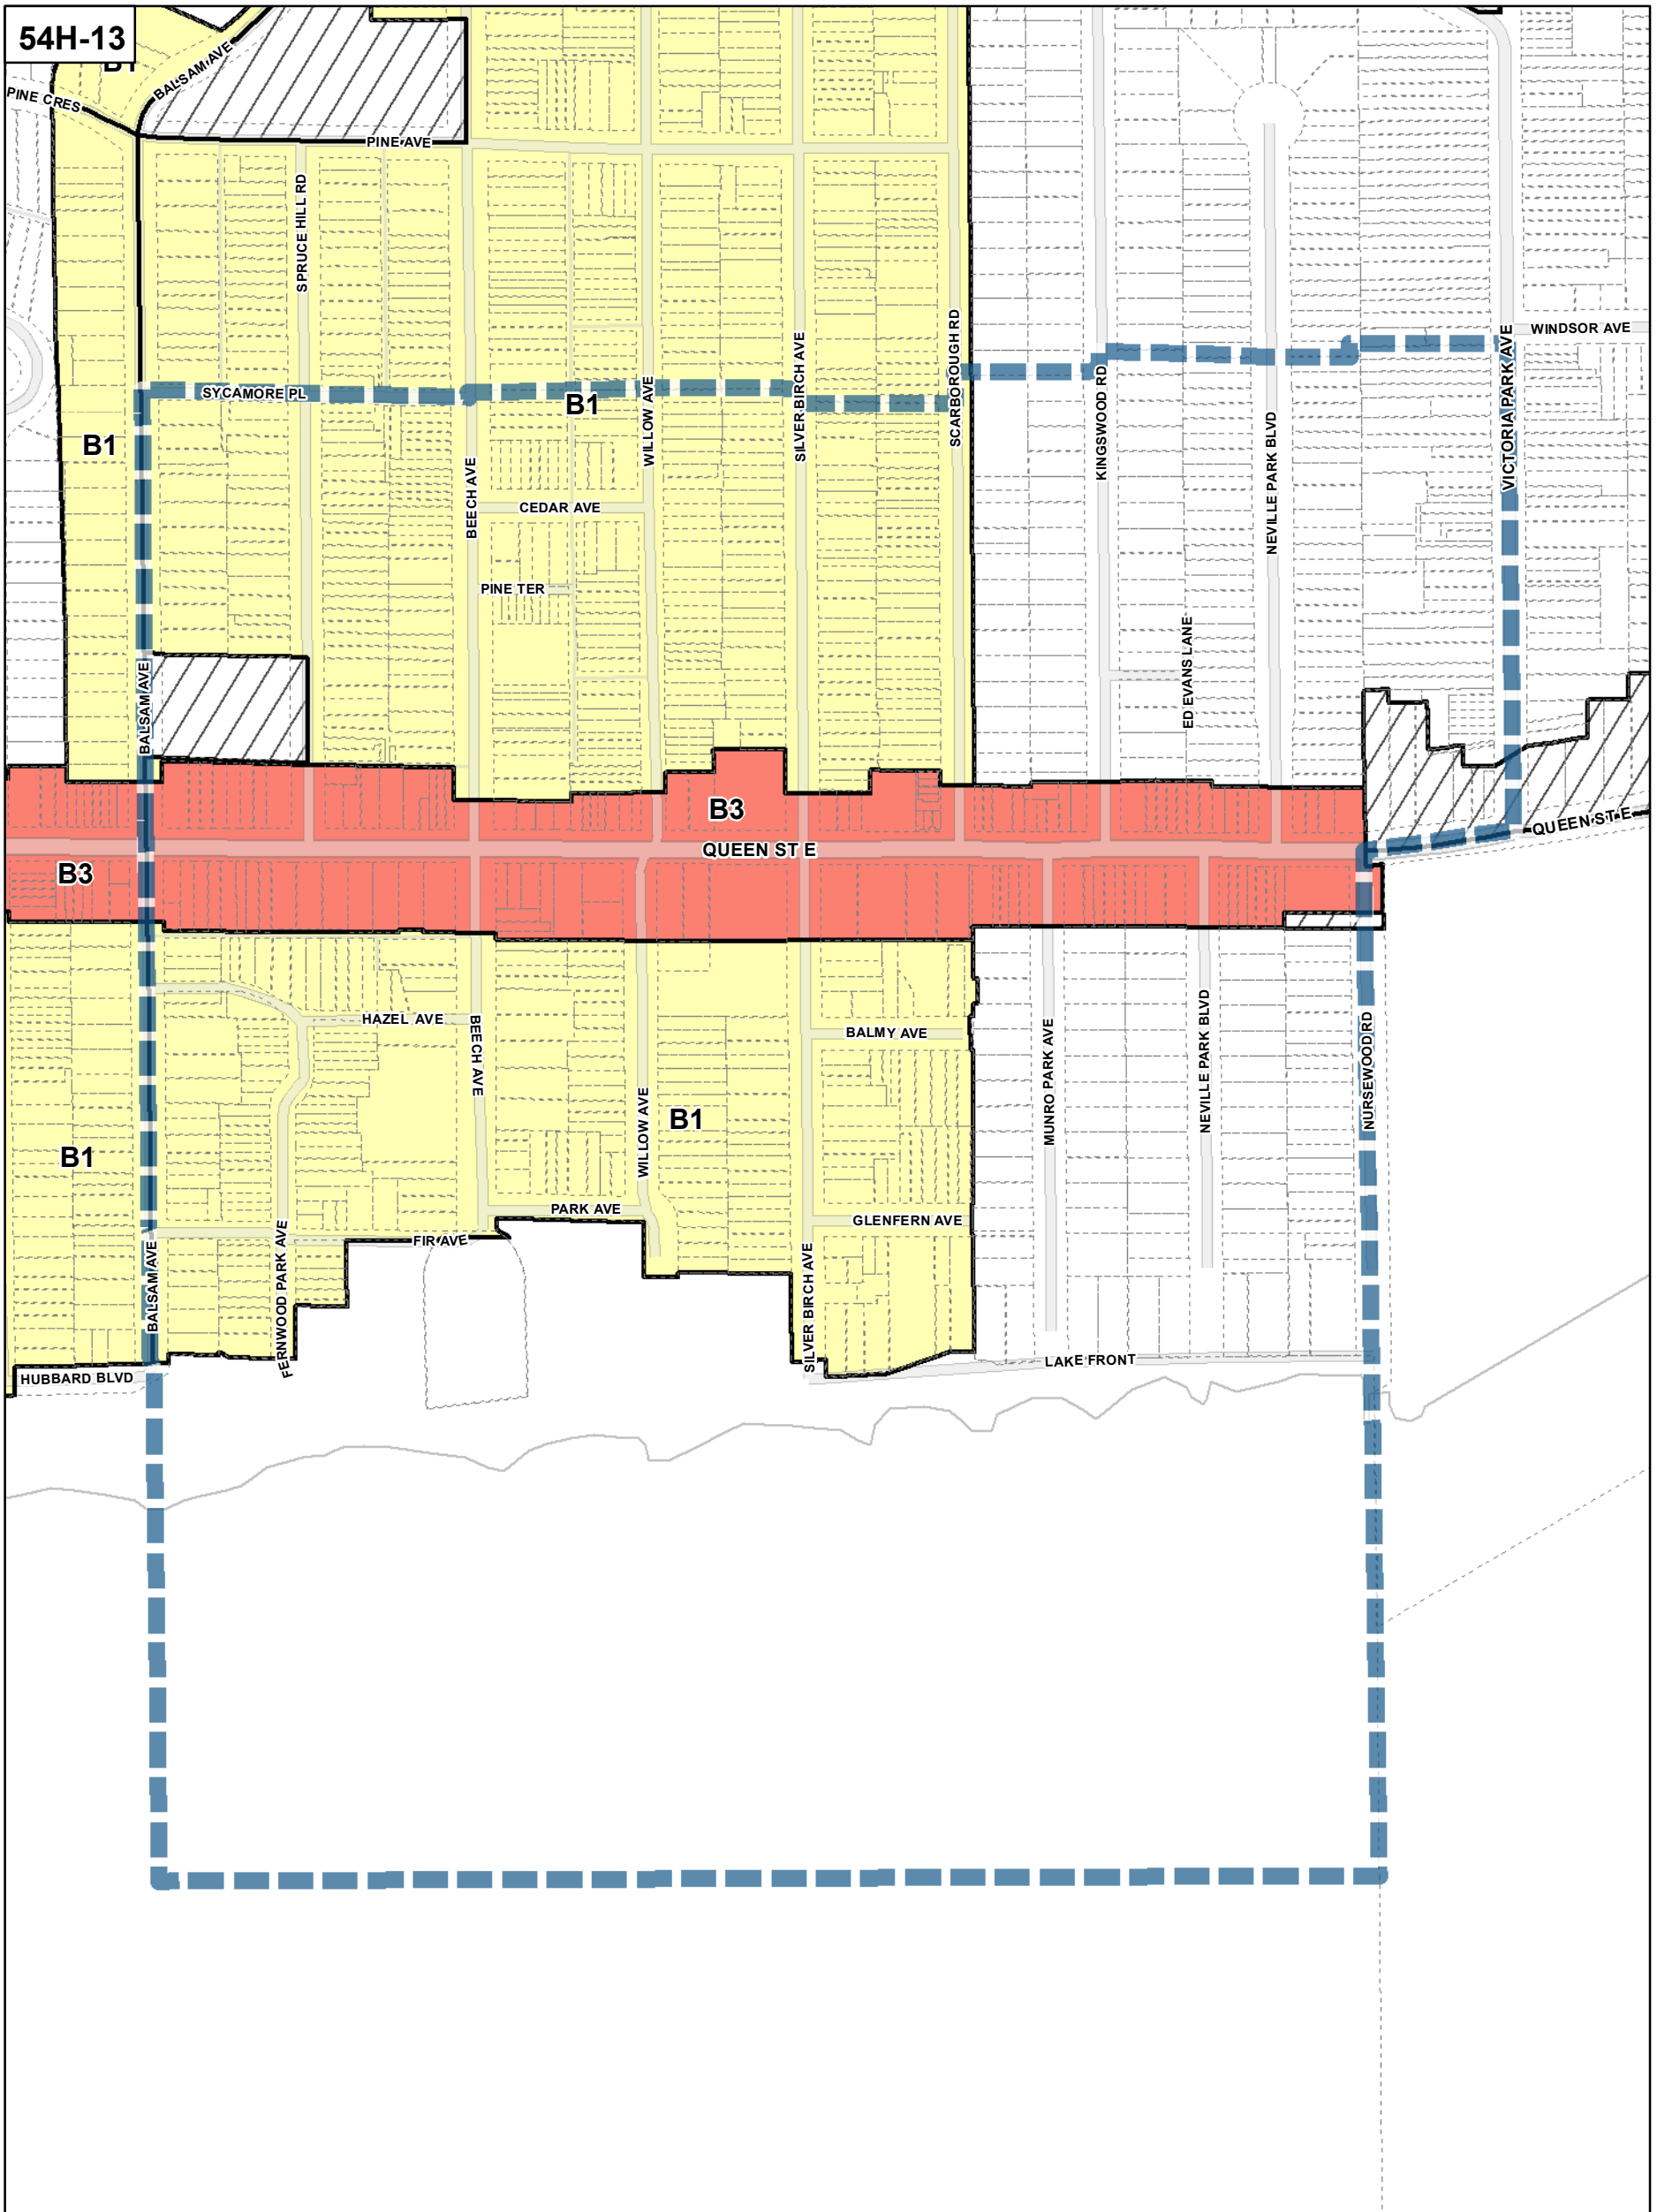 54H-13
B1
BALSAM AVE
PINE CRES
PINE AVE
SPRUCE HILL RD
WINDSOR AVE
SYCAMORE PL
B1
WILLOW AVE
SILVER BIRCH AVE
SCARBOROUGH RD
KINGSWOOD RD
NEVILLE PARK BLVD
VICTORIA PARK AVE
B1
BEECH AVE
CEDAR AVE
PINE TER
ED EVANS LANE
BALSAM AVE
B3
QUEEN ST E
QUEEN ST E
B3
HAZEL AVE
BEECH AVE
BALMY AVE
MUNRO PARK AVE
NEVILLE PARK BLVD
NURSEWOOD RD
B1
WILLOW AVE
B1
PARK AVE
GLENFERN AVE
FIR AVE
BALSAM AVE
FERNWOOD PARK AVE
SILVER BIRCH AVE
LAKE FRONT
HUBBARD BLVD